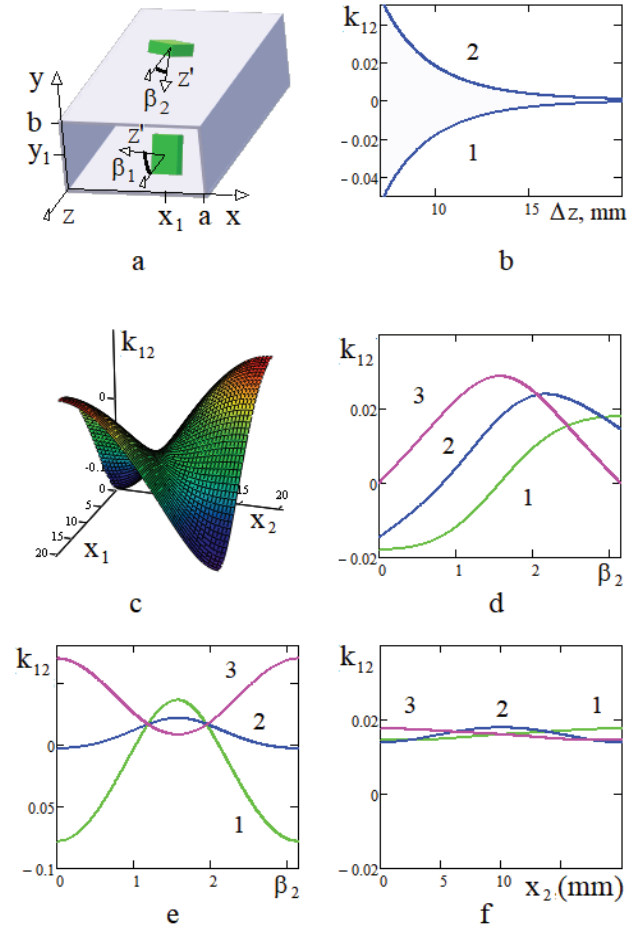 y
b
y₁
z
x₁
a
x
z'
β₂
z'
β₁
a
k₁₂
0.02
0
−0.02
−0.04
2
1
10
15
Δz, mm
b
k₁₂
0
-0.1
0
5
10
15
20
x₁
15
20
x₂
c
k₁₂
0.02
0
−0.02
3
2
1
0
1
2
β₂
d
k₁₂
0
0.05
−0.1
3
2
1
0
1
2
β₂
e
k₁₂
0.02
0
−0.02
3
2
1
0
5
10
x₂ (mm)
f